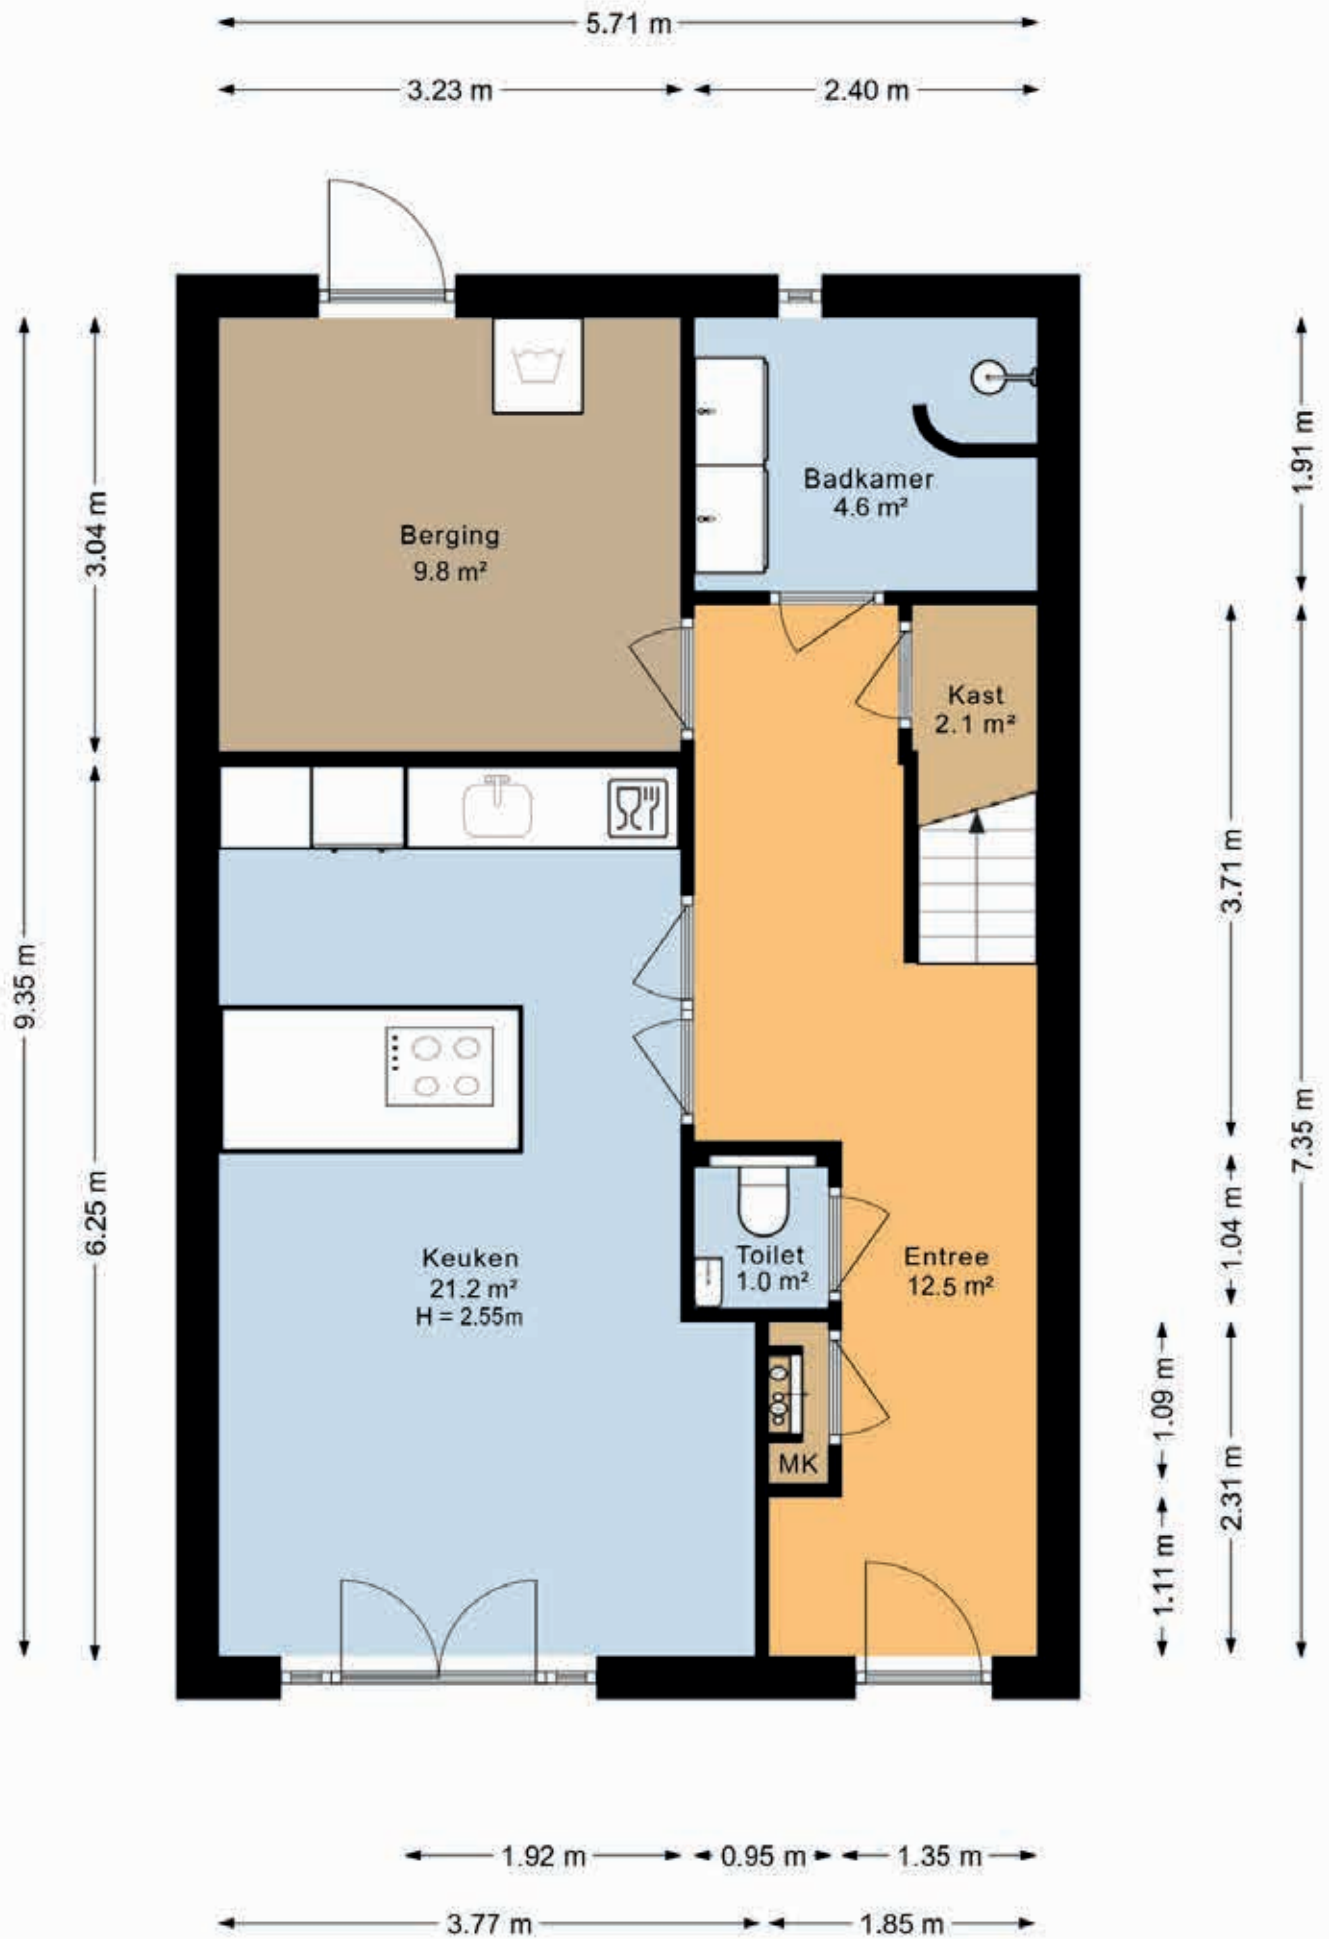 5.71 m
3.23 m
2.40 m
Berging
9.8 m²
Badkamer
4.6 m²
Kast
2.1 m²
Keuken
21.2 m²
H = 2.55m
Toilet
1.0 m²
Entree
12.5 m²
MK
9.35 m
3.04 m
6.25 m
1.91 m
3.71 m
7.35 m
1.04 m
1.09 m
2.31 m
1.11 m
1.92 m
0.95 m
1.35 m
3.77 m
1.85 m